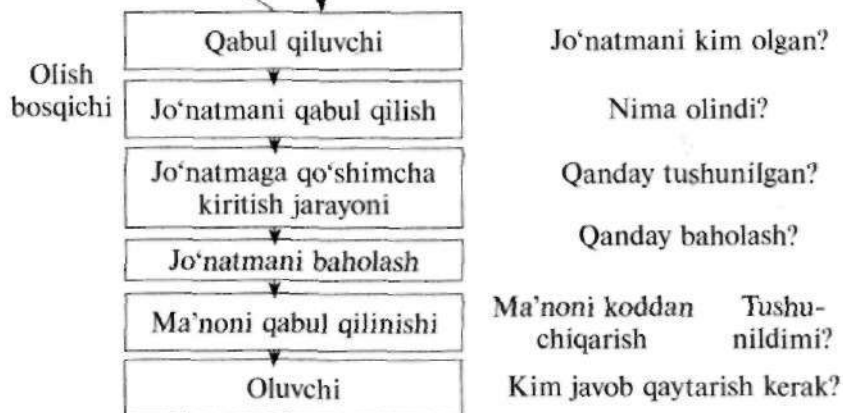 Qabul qiluvchi
Jo‘natmani kim olgan?
Olish
bosqichi
Jo‘natmani qabul qilish
Nima olindi?
Jo‘natmaga qo‘shimcha
kiritish jarayoni
Qanday tushunilgan?
Jo‘natmani baholash
Qanday baholash?
Ma’noni qabul qilinishi
Ma’noni koddan
chiqarish
Tushu-
nildimi?
Oluvchi
Kim javob qaytarish kerak?